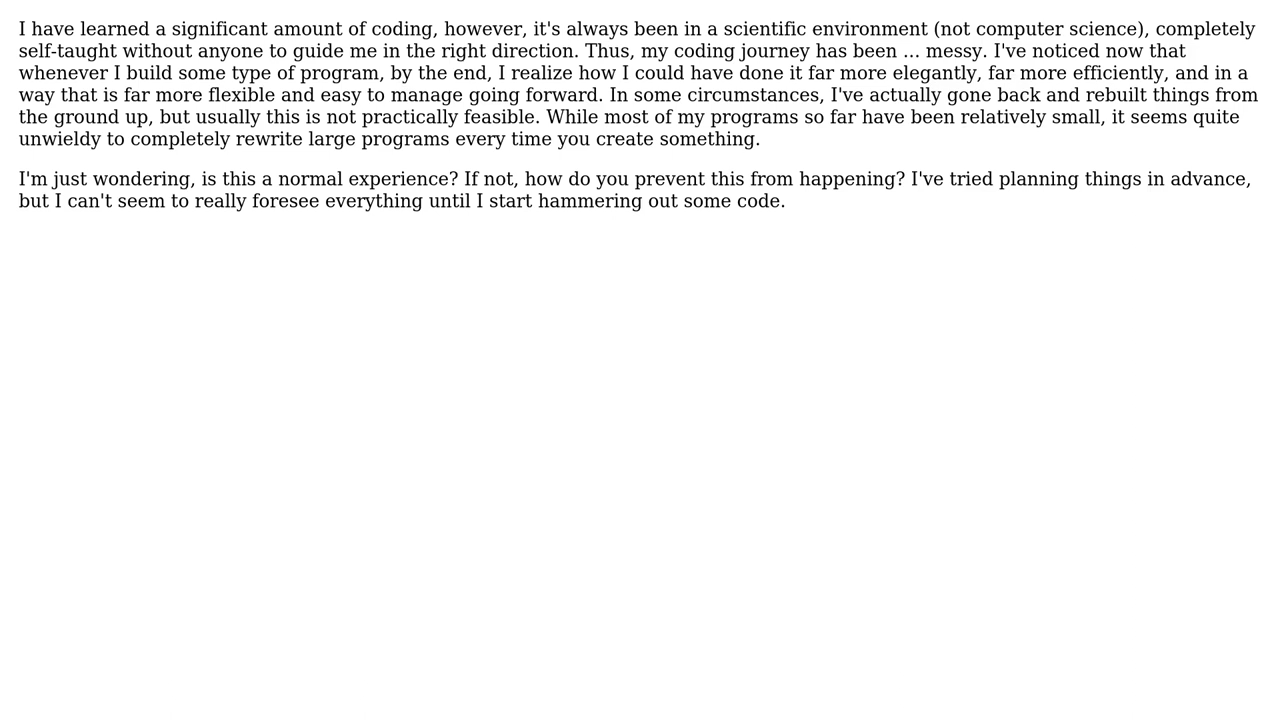 I have learned a significant amount of coding, however, it's always been in a scientific environment (not computer science), completely
self-taught without anyone to guide me in the right direction. Thus, my coding journey has been ... messy. I've noticed now that
whenever I build some type of program, by the end, I realize how I could have done it far more elegantly, far more efficiently, and in a
way that is far more flexible and easy to manage going forward. In some circumstances, I've actually gone back and rebuilt things from
the ground up, but usually this is not practically feasible. While most of my programs so far have been relatively small, it seems quite
unwieldy to completely rewrite large programs every time you create something.
I'm just wondering, is this a normal experience? If not, how do you prevent this from happening? I've tried planning things in advance,
but I can't seem to really foresee everything until I start hammering out some code.